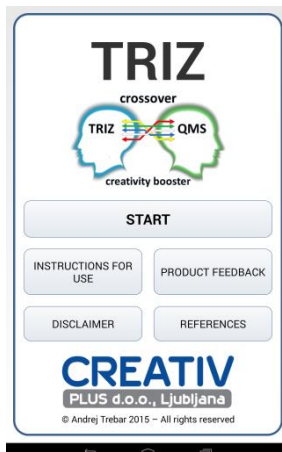 TRIZ
crossover
TRIZ
QMS
creativity booster
START
INSTRUCTIONS FOR
USE
PRODUCT FEEDBACK
DISCLAIMER
REFERENCES
CREATIV
PLUS d.o.o., Ljubljana
© Andrej Trebar 2015 – All rights reserved